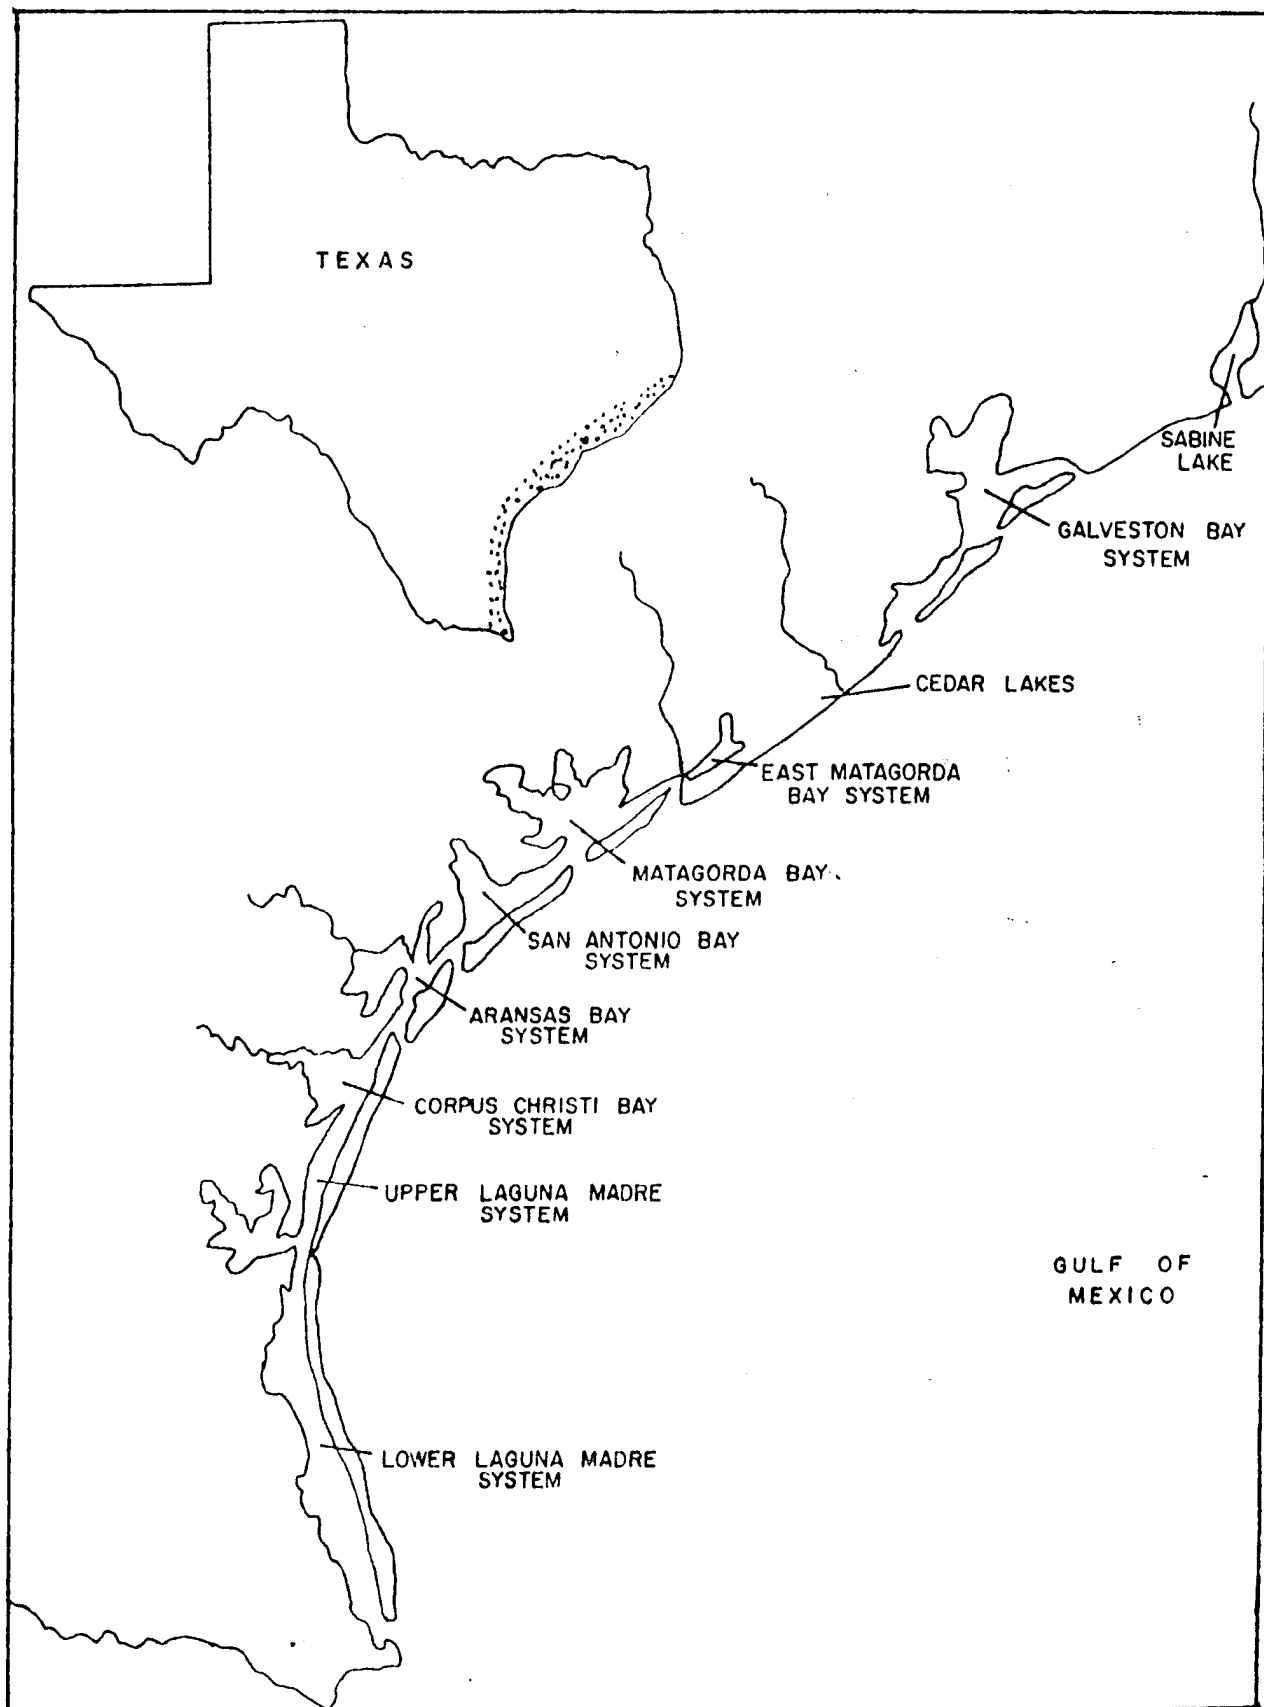 TEXAS
SABINE
LAKE
GALVESTON BAY
SYSTEM
CEDAR LAKES
EAST MATAGORDA
BAY SYSTEM
MATAGORDA BAY
SYSTEM
SAN ANTONIO BAY
SYSTEM
ARANSAS BAY
SYSTEM
CORPUS CHRISTI BAY
SYSTEM
UPPER LAGUNA MADRE
SYSTEM
GULF OF
MEXICO
LOWER LAGUNA MADRE
SYSTEM